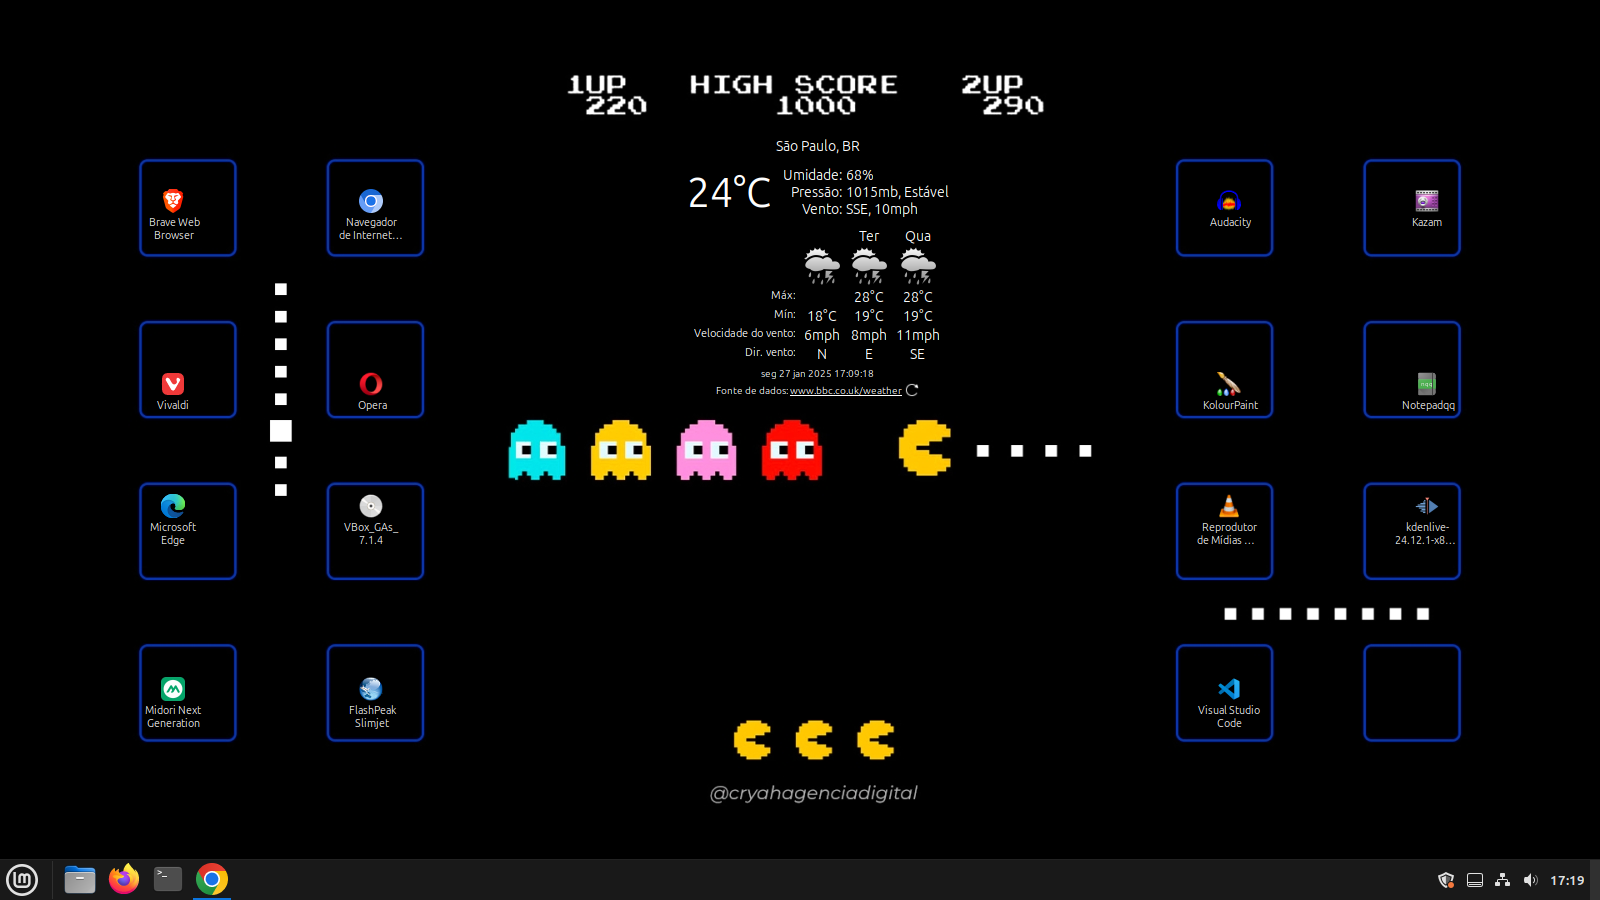 1UP HIGH SCORE 2UP
220 1000 290
São Paulo, BR
24°C
Umidade: 68%
Pressão: 1015mb, Estável
Vento: SSE, 10mph
Ter Qua
Máx: 28°C 28°C
Mín: 18°C 19°C 19°C
Velocidade do vento: 6mph 8mph 11mph
Dir. vento: N E SE
seg 27 jan 2025 17:09:18
Fonte de dados: www.bbc.co.uk/weather
Brave Web
Browser
Navegador
de Internet...
Vivaldi
Opera
Microsoft
Edge
VBox_GAs_
7.1.4
Midori Next
Generation
FlashPeak
Slimjet
Audacity
Kazam
KolourPaint
Notepadqq
Reprodutor
de Mídias ...
kdenlive-
24.12.1-x8...
Visual Studio
Code
@cryahagenciadigital
17:19